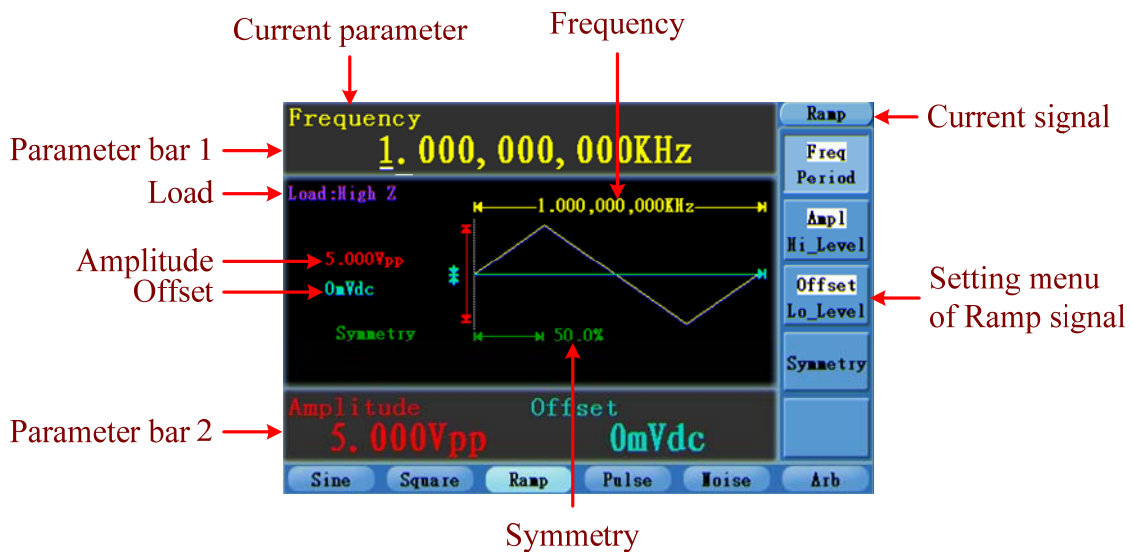 Current parameter
Frequency
Frequency
Ramp
Current signal
Parameter bar 1
1.000,000,000KHz
Freq
Period
Load
Load:High Z
1.000,000,000KHz
Ampl
Hi_Level
Amplitude
5.000Vpp
Offset
0mVdc
Offset
Lo_Level
Setting menu
of Ramp signal
Symmetry
50.0%
Symmetry
Amplitude
Offset
Parameter bar 2
5.000Vpp
0mVdc
Sine
Square
Ramp
Pulse
Noise
Arb
Symmetry